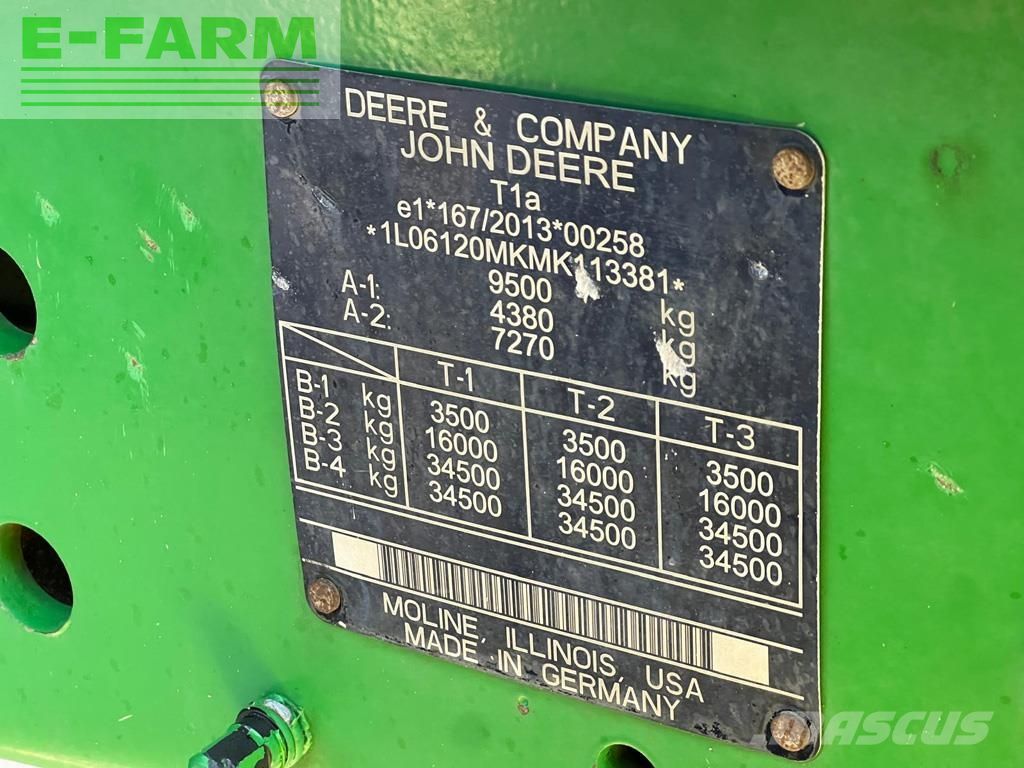 E-FARM
DEERE & COMPANY
JOHN DEERE
T1a
e1*167/2013*00258
*1L06120MKMK113381*
9500 kg
A-1: 4380 kg
A-2: 7270 kg
T-1 T-2 T-3
B-1 kg 3500 3500 3500
B-2 kg 16000 16000 16000
B-3 kg 34500 34500 34500
B-4 kg 34500 34500 34500
MOLINE, ILLINOIS, USA
MADE IN GERMANY
MASCUS